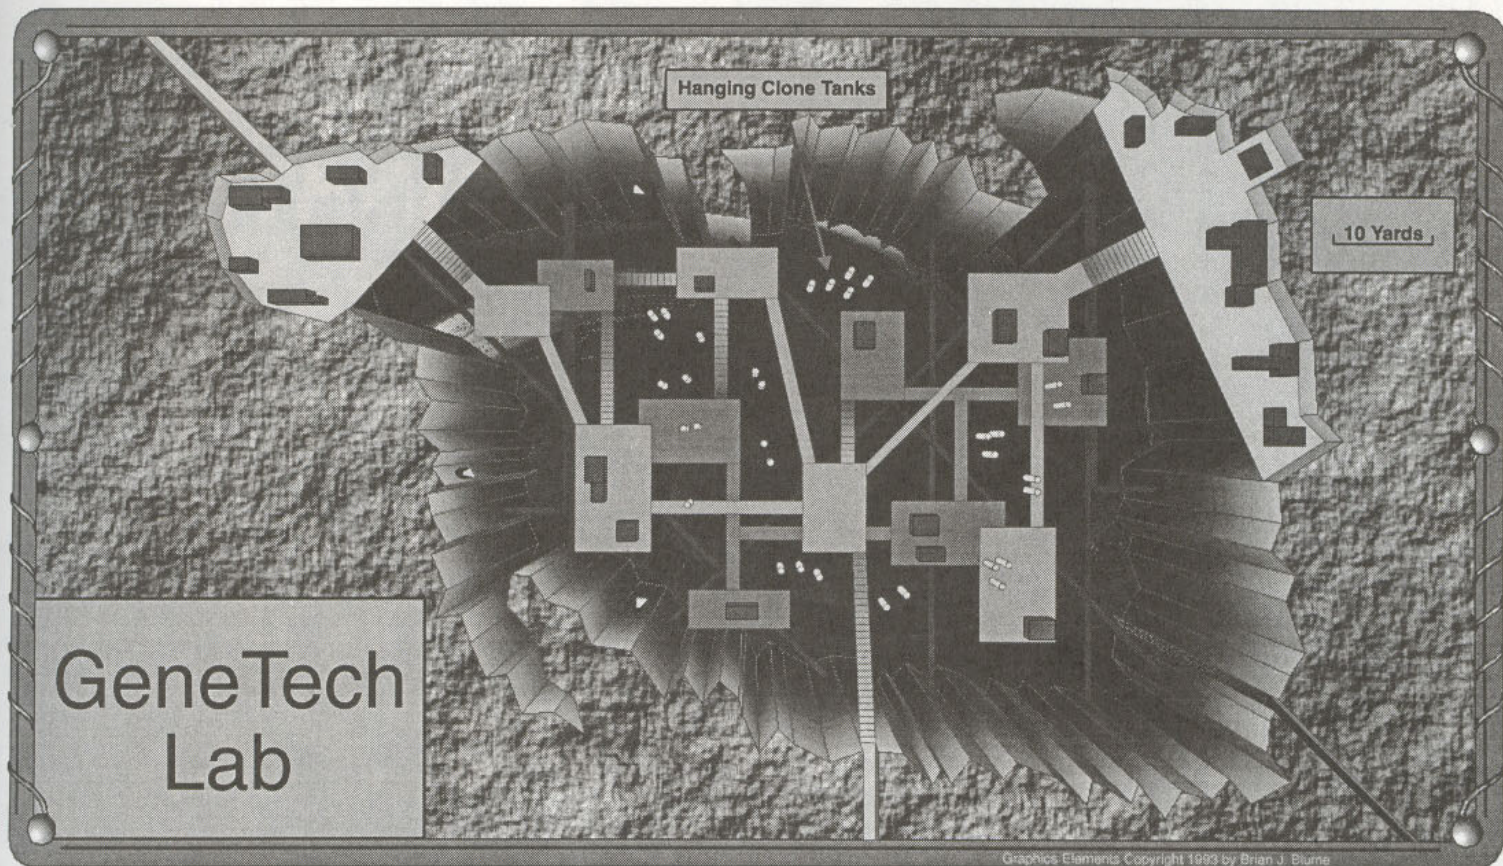 Hanging Clone Tanks
10 Yards
GeneTech
Lab
Graphics Elements Copyright 1993 by Brian J. Blume